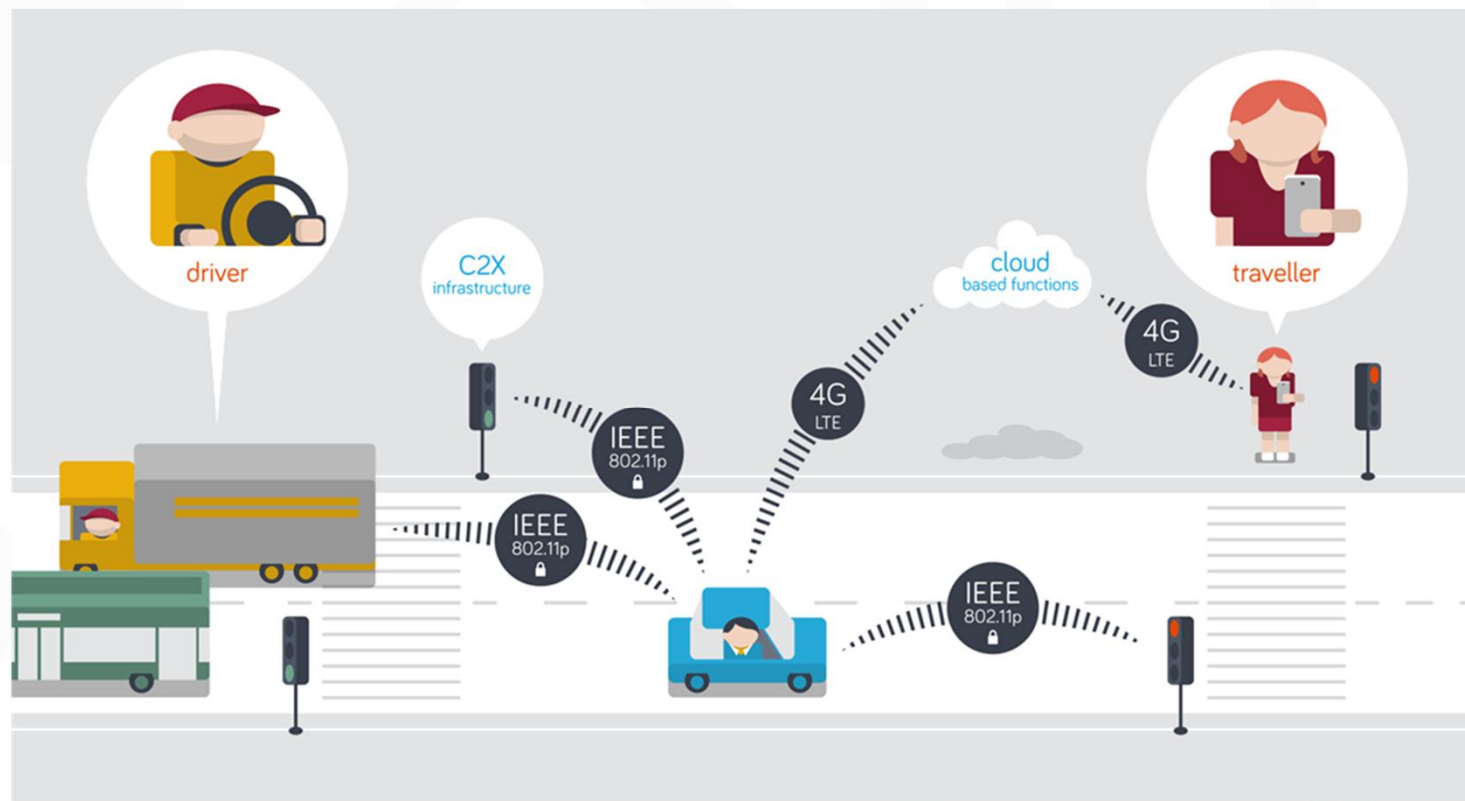 driver
C2X
infrastructure
cloud
based functions
traveller
4G
LTE
4G
LTE
IEEE
802.11p
IEEE
802.11p
IEEE
802.11p